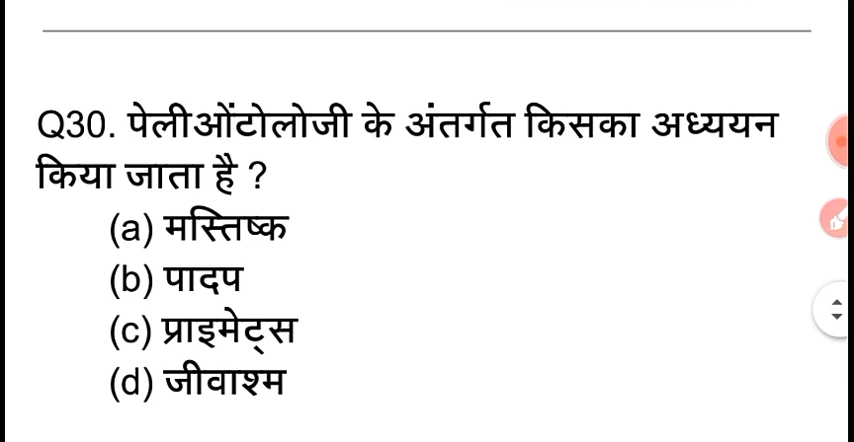 Q30. पेलीओंटोलोजी के अंतर्गत किसका अध्ययन
किया जाता है ?
(a) मस्तिष्क
(b) पादप
(c) प्राइमेट्स
(d) जीवाश्म